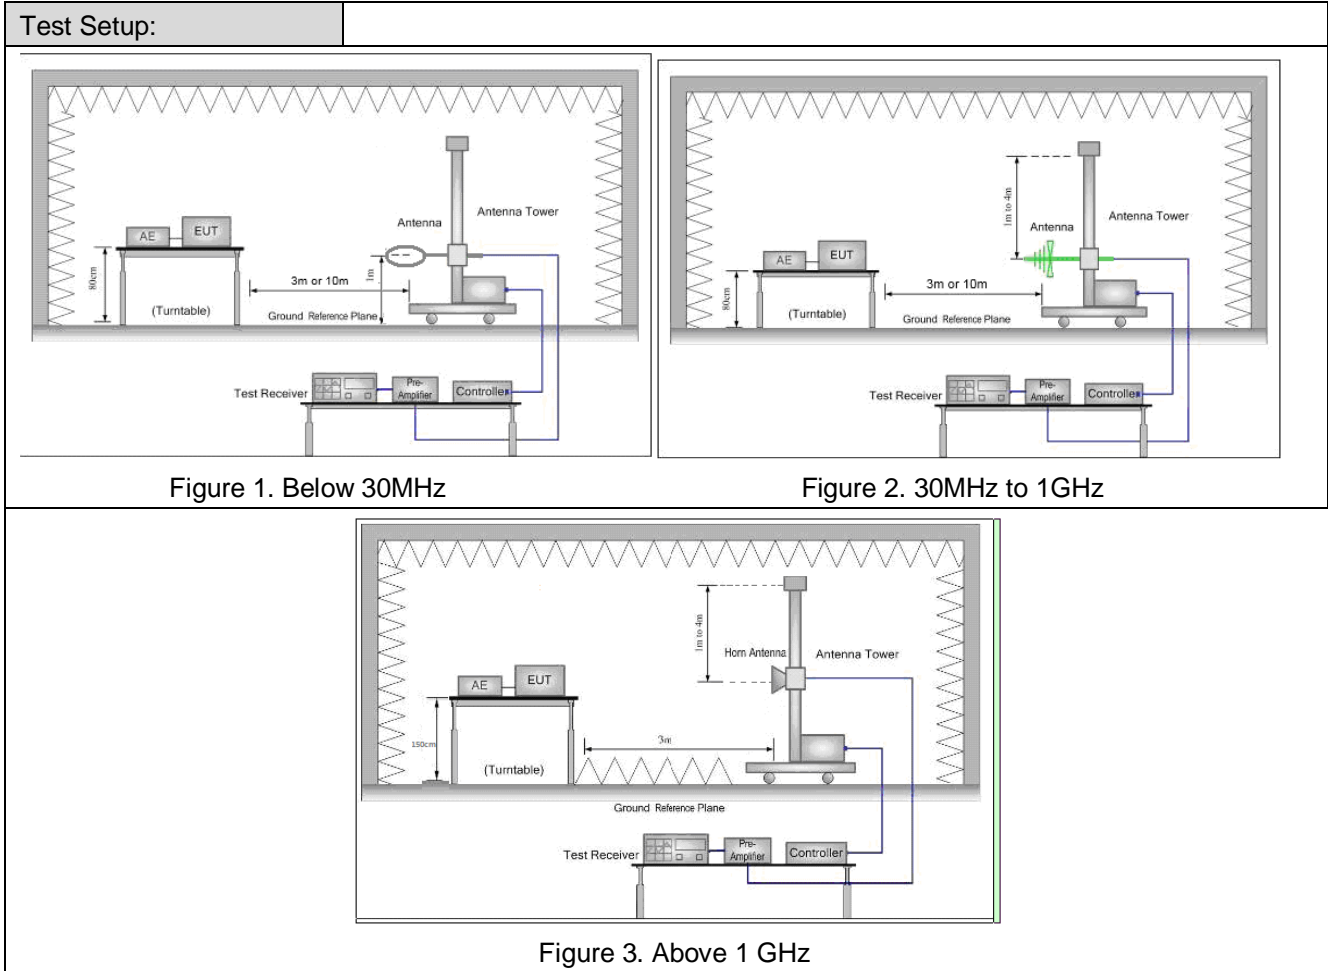 Test Setup:
Antenna
Antenna Tower
AE
EUT
80cm
1m
3m or 10m
(Turntable)
Ground Reference Plane
Test Receiver
Pre-
Amplifier
Controller
Figure 1. Below 30MHz
1m to 4m
Antenna
Antenna Tower
AE
EUT
80cm
3m or 10m
(Turntable)
Ground Reference Plane
Test Receiver
Pre-
Amplifier
Controller
Figure 2. 30MHz to 1GHz
1m to 4m
Horn Antenna
Antenna Tower
AE
EUT
150cm
3m
(Turntable)
Ground Reference Plane
Test Receiver
Pre-
Amplifier
Controller
Figure 3. Above 1 GHz